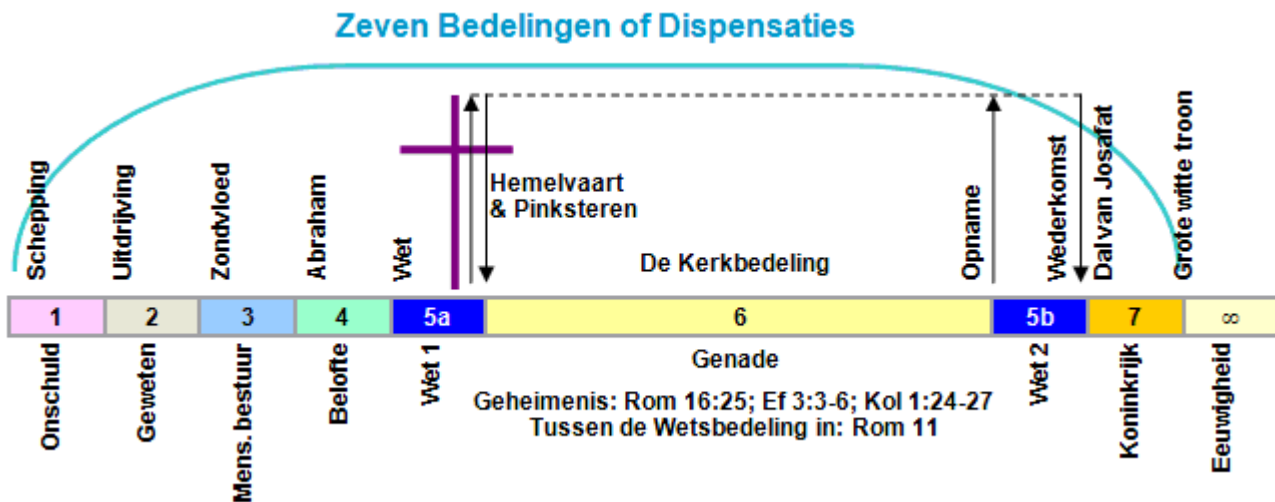 Zeven Bedelingen of Dispensaties
Schepping
Uitdrijving
Zondvloed
Abraham
Wet
Hemelvaart
& Pinksteren
De Kerkbedeling
Opname
Wederkomst
Dal van Josafat
Grote witte troon
1
2
3
4
5a
6
5b
7
∞
Onschuld
Geweten
Mens. bestuur
Belofte
Wet 1
Genade
Geheimenis: Rom 16:25; Ef 3:3-6; Kol 1:24-27
Tussen de Wetsbedeling in: Rom 11
Wet 2
Koninkrijk
Eeuwigheid